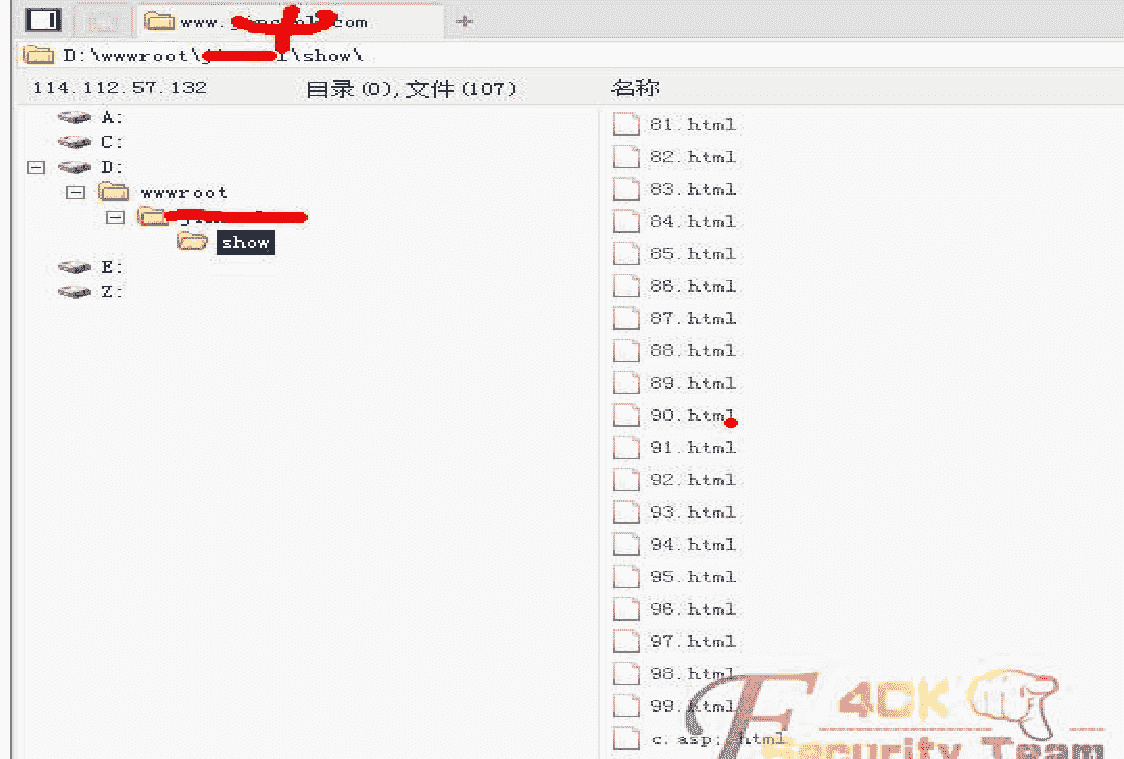 D:\wwwroot\ \show\
114.112.57.132
目录(0),文件(107)
名称
A:
C:
D:
wwwroot
show
E:
Z:
81.html
82.html
83.html
84.html
85.html
86.html
87.html
88.html
89.html
90.html
91.html
92.html
93.html
94.html
95.html
96.html
97.html
98.html
99.html
c.asp;.html
F4CK
Security Team